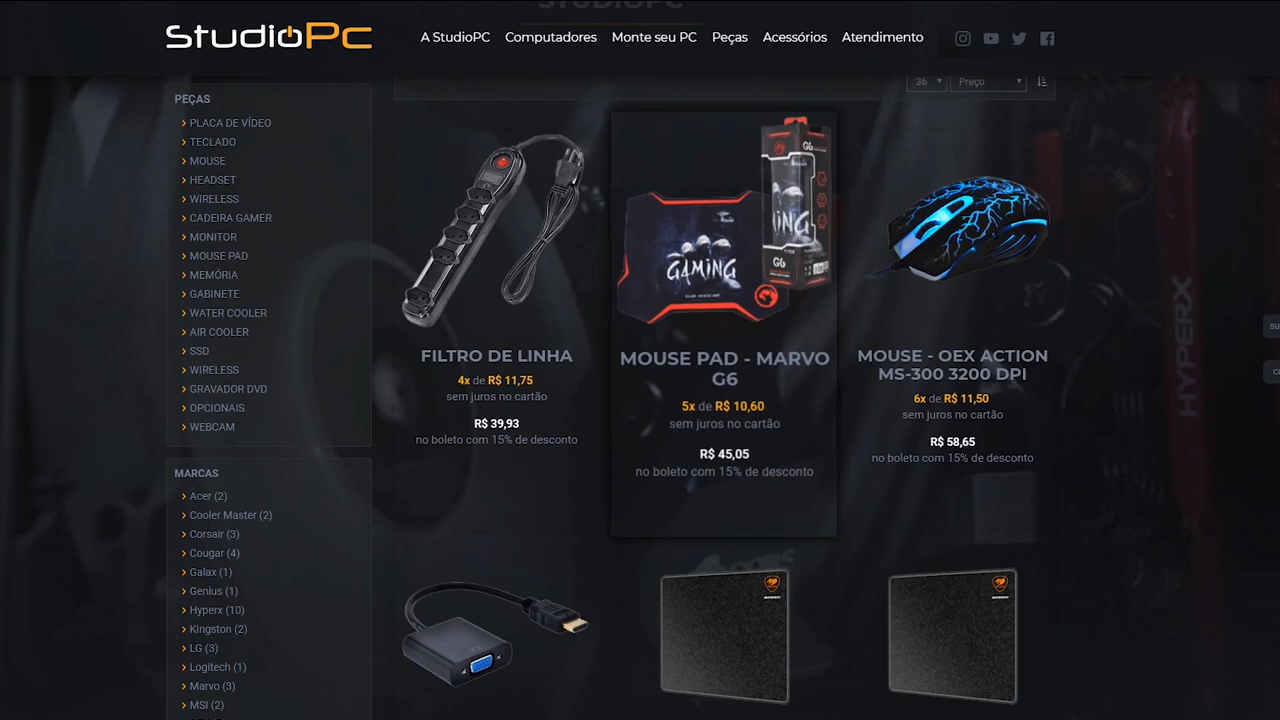 STUDIOPC
StudioPc
A StudioPC
Computadores
Monte seu PC
Peças
Acessórios
Atendimento
36
Preço
PEÇAS
PLACA DE VÍDEO
TECLADO
MOUSE
HEADSET
WIRELESS
CADEIRA GAMER
MONITOR
MOUSE PAD
MEMÓRIA
GABINETE
WATER COOLER
AIR COOLER
SSD
WIRELESS
GRAVADOR DVD
OPCIONAIS
WEBCAM
MARCAS
Acer (2)
Cooler Master (2)
Corsair (3)
Cougar (4)
Galax (1)
Genius (1)
Hyperx (10)
Kingston (2)
LG (3)
Logitech (1)
Marvo (3)
MSI (2)
FILTRO DE LINHA
4x de R$ 11,75
sem juros no cartão
R$ 39,93
no boleto com 15% de desconto
G6
GAMING
G6
MOUSE PAD - MARVO
G6
5x de R$ 10,60
sem juros no cartão
R$ 45,05
no boleto com 15% de desconto
MOUSE - OEX ACTION
MS-300 3200 DPI
6x de R$ 11,50
sem juros no cartão
R$ 58,65
no boleto com 15% de desconto
HYPERX
SPEED
SPEED